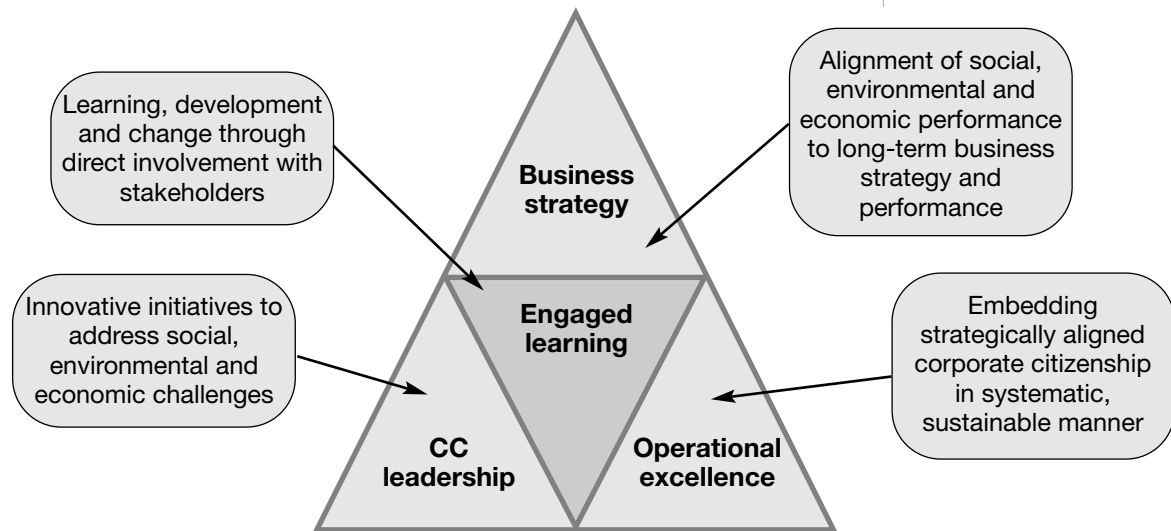 Learning, development
and change through
direct involvement with
stakeholders
Alignment of social,
environmental and
economic performance
to long-term business
strategy and
performance
Business
strategy
Innovative initiatives to
address social,
environmental and
economic challenges
Engaged
learning
Embedding
strategically aligned
corporate citizenship
in systematic,
sustainable manner
CC
leadership
Operational
excellence